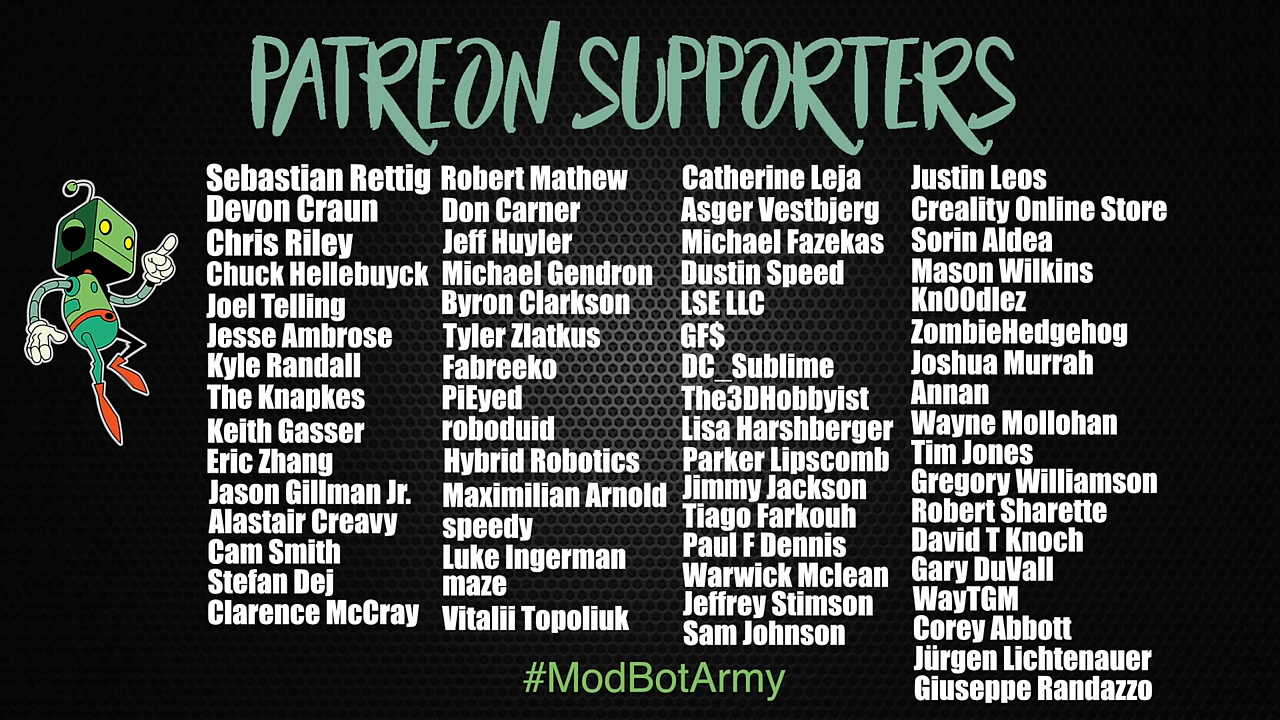 PATREON SUPPORTERS
Sebastian Rettig
Devon Craun
Chris Riley
Chuck Hellebuyck
Joel Telling
Jesse Ambrose
Kyle Randall
The Knapkes
Keith Gasser
Eric Zhang
Jason Gillman Jr.
Alastair Creavy
Cam Smith
Stefan Dej
Clarence McCray
Robert Mathew
Don Carner
Jeff Huyler
Michael Gendron
Byron Clarkson
Tyler Zlatkus
Fabreeko
PiEyed
roboduid
Hybrid Robotics
Maximilian Arnold
speedy
Luke Ingerman
maze
Vitalii Topoliuk
Catherine Leja
Asger Vestbjerg
Michael Fazekas
Dustin Speed
LSE LLC
GF$
DC_Sublime
The3DHobbyist
Lisa Harshberger
Parker Lipscomb
Jimmy Jackson
Tiago Farkouh
Paul F Dennis
Warwick Mclean
Jeffrey Stimson
Sam Johnson
Justin Leos
Creality Online Store
Sorin Aldea
Mason Wilkins
Kn00dlez
ZombieHedgehog
Joshua Murrah
Annan
Wayne Mollohan
Tim Jones
Gregory Williamson
Robert Sharette
David T Knoch
Gary DuVall
WayTGM
Corey Abbott
Jürgen Lichtenauer
Giuseppe Randazzo
#ModBotArmy